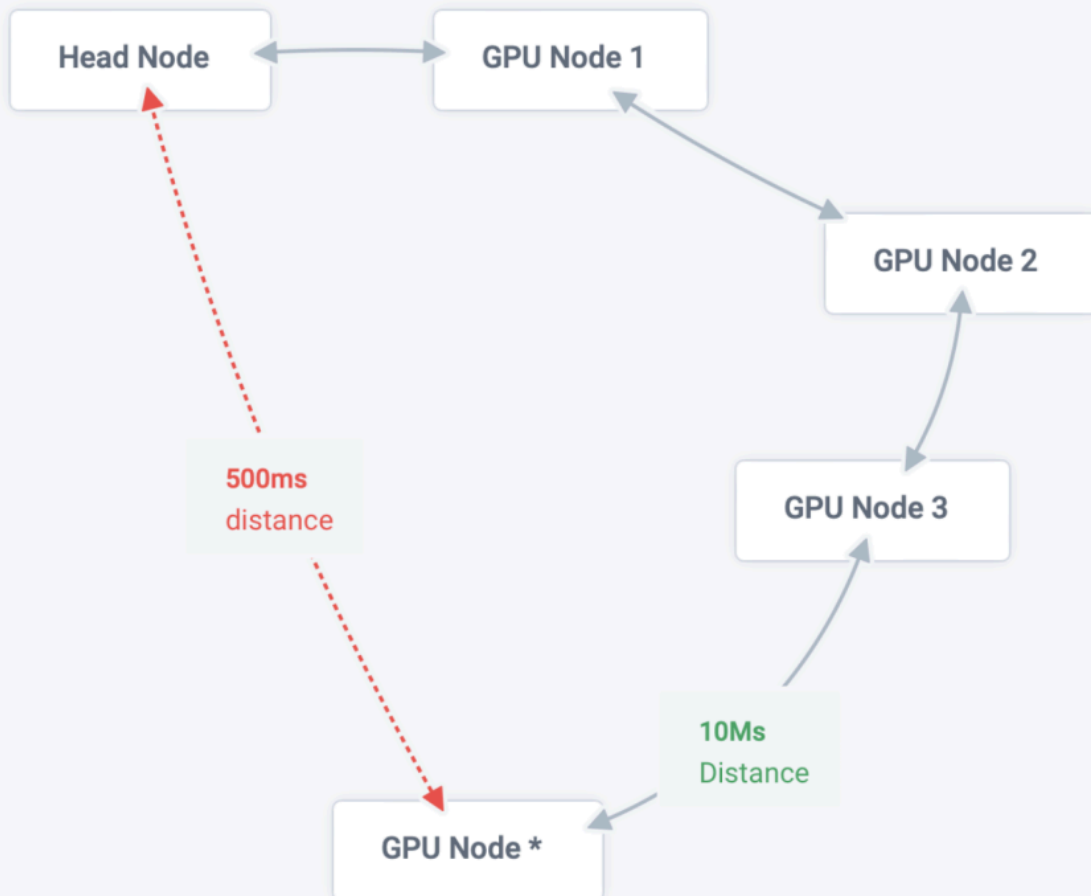 Head Node
GPU Node 1
GPU Node 2
500ms
distance
GPU Node 3
10Ms
Distance
GPU Node *